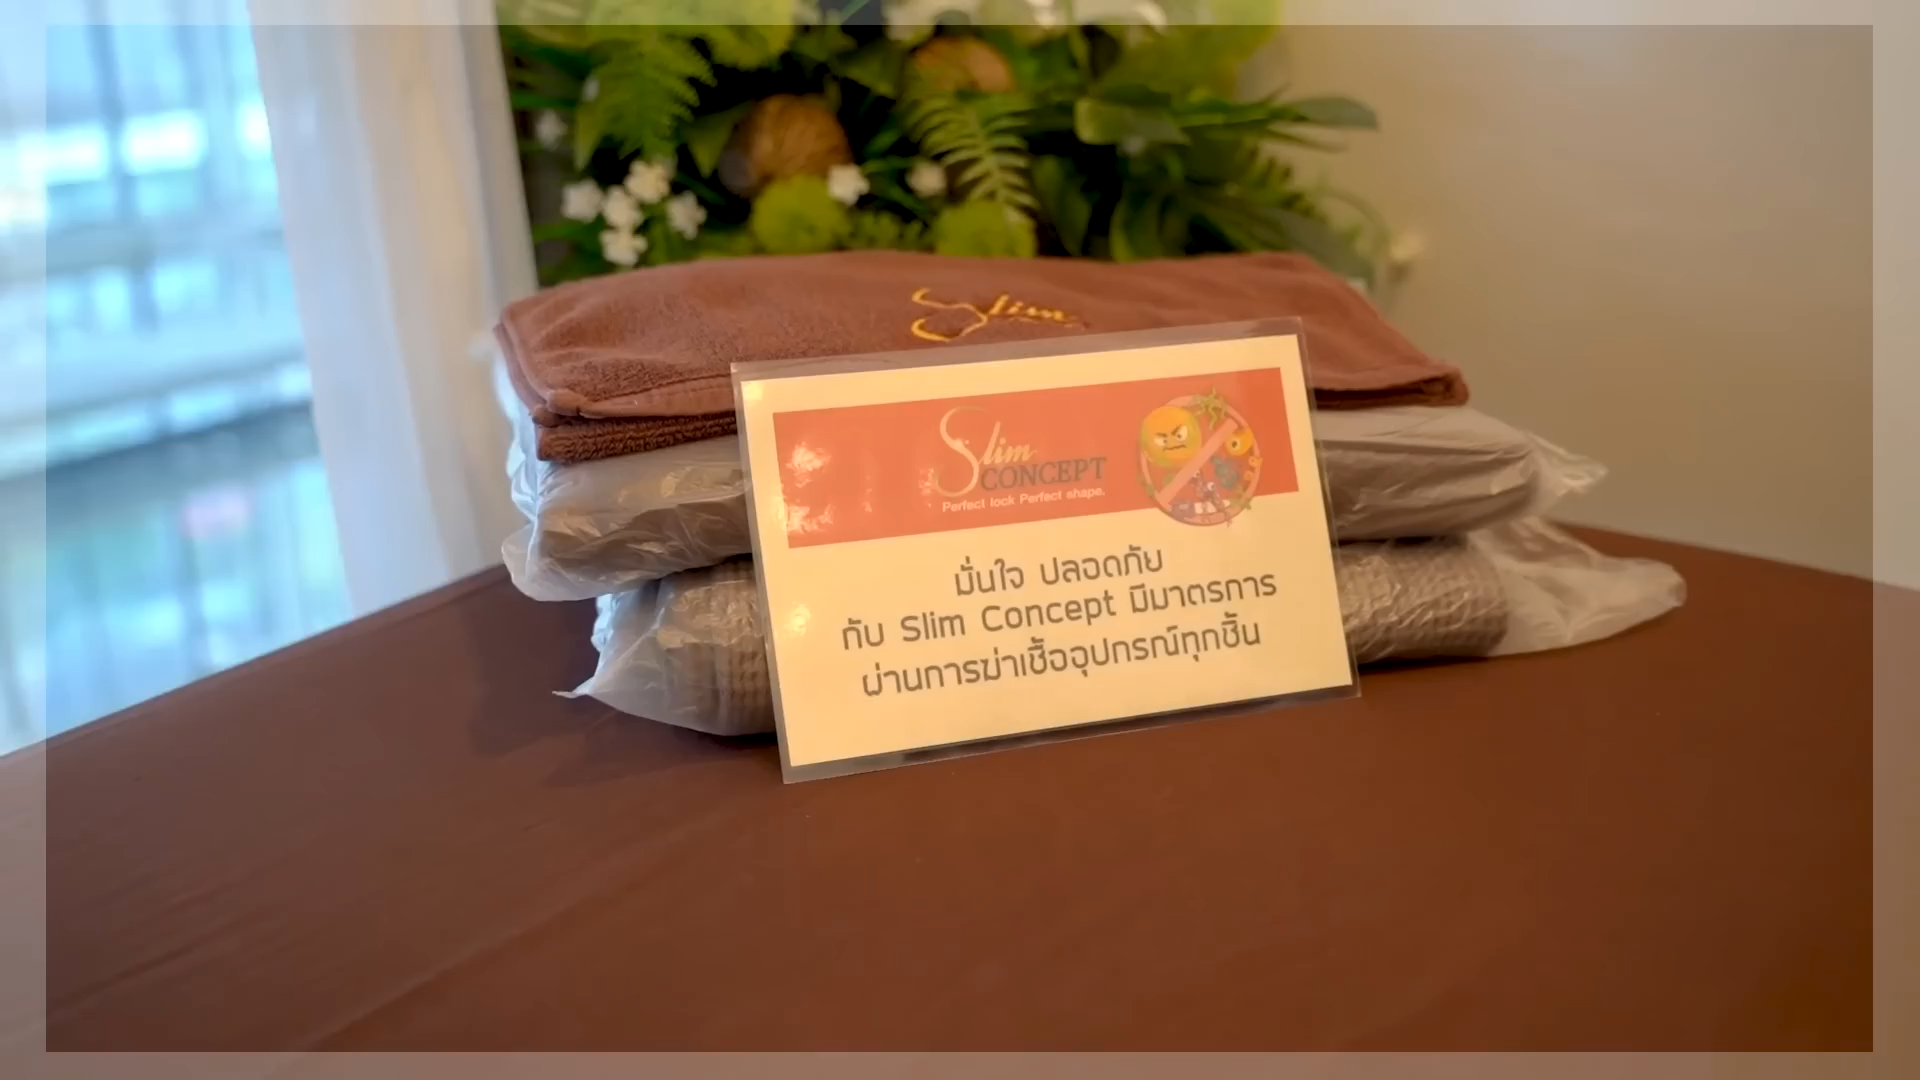 Slim
Slim
CONCEPT
Perfect look Perfect shape.
มั่นใจ ปลอดภัย
กับ Slim Concept มีมาตรการ
ผ่านการฆ่าเชื้ออุปกรณ์ทุกชิ้น